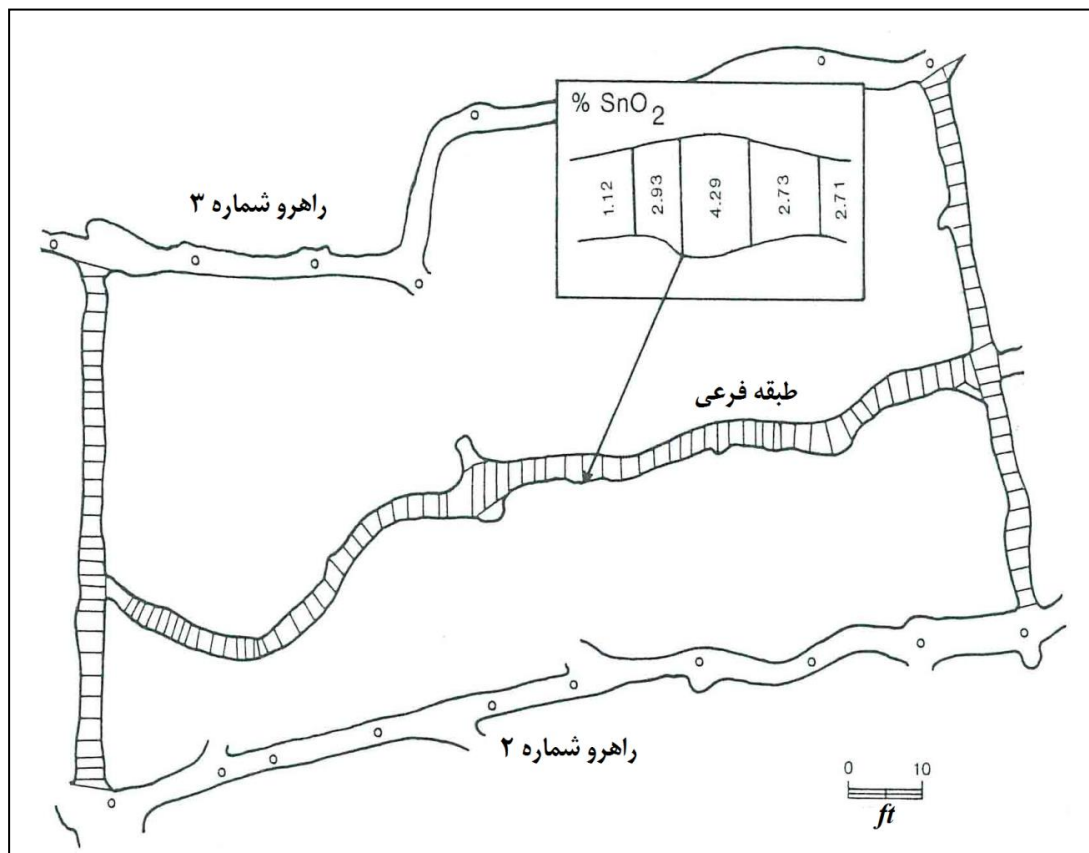 % SnO₂
1.12
2.93
4.29
2.73
2.71
راهرو شماره ۳
طبقه فرعی
راهرو شماره ۲
0 10
ft